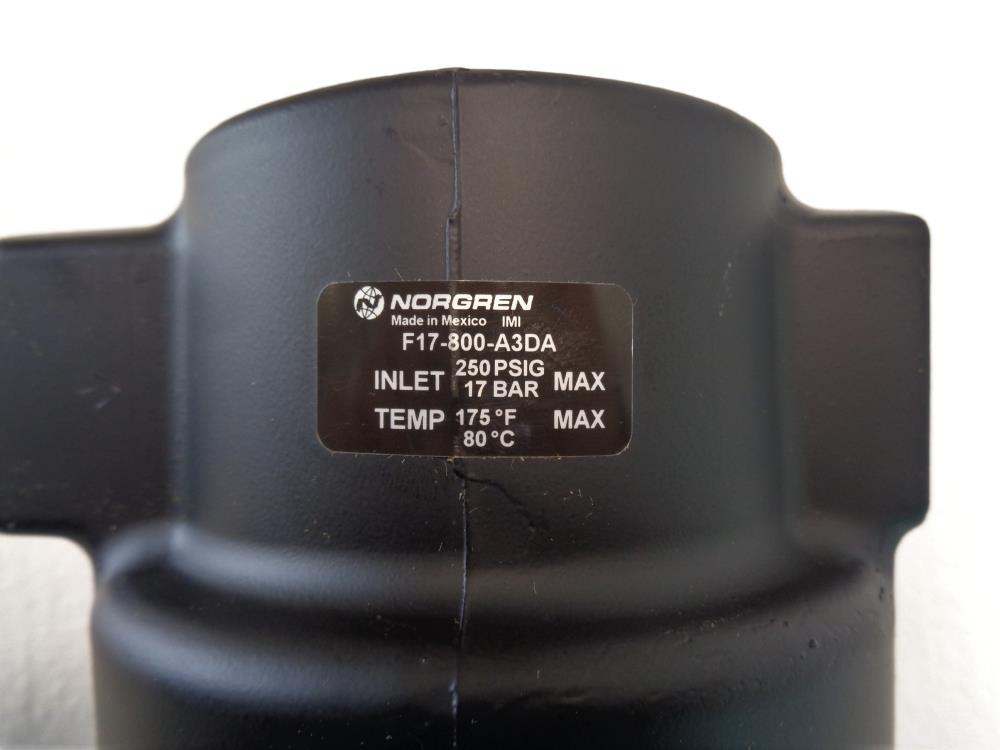 NORGREN
Made in Mexico IMI
F17-800-A3DA
INLET 250 PSIG MAX
17 BAR
TEMP 175 °F MAX
80 °C